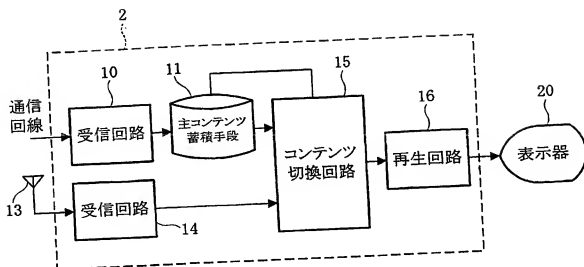 2
10
11
15
16
20
通信
回線
受信回路
主コンテンツ
蓄積手段
コンテンツ
切換回路
再生回路
表示器
13
受信回路
14